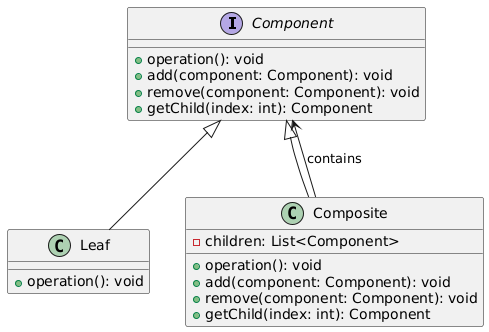 I Component
operation(): void
add(component: Component): void
remove(component: Component): void
getChild(index: int): Component
contains
C Leaf
operation(): void
C Composite
children: List<Component>
operation(): void
add(component: Component): void
remove(component: Component): void
getChild(index: int): Component